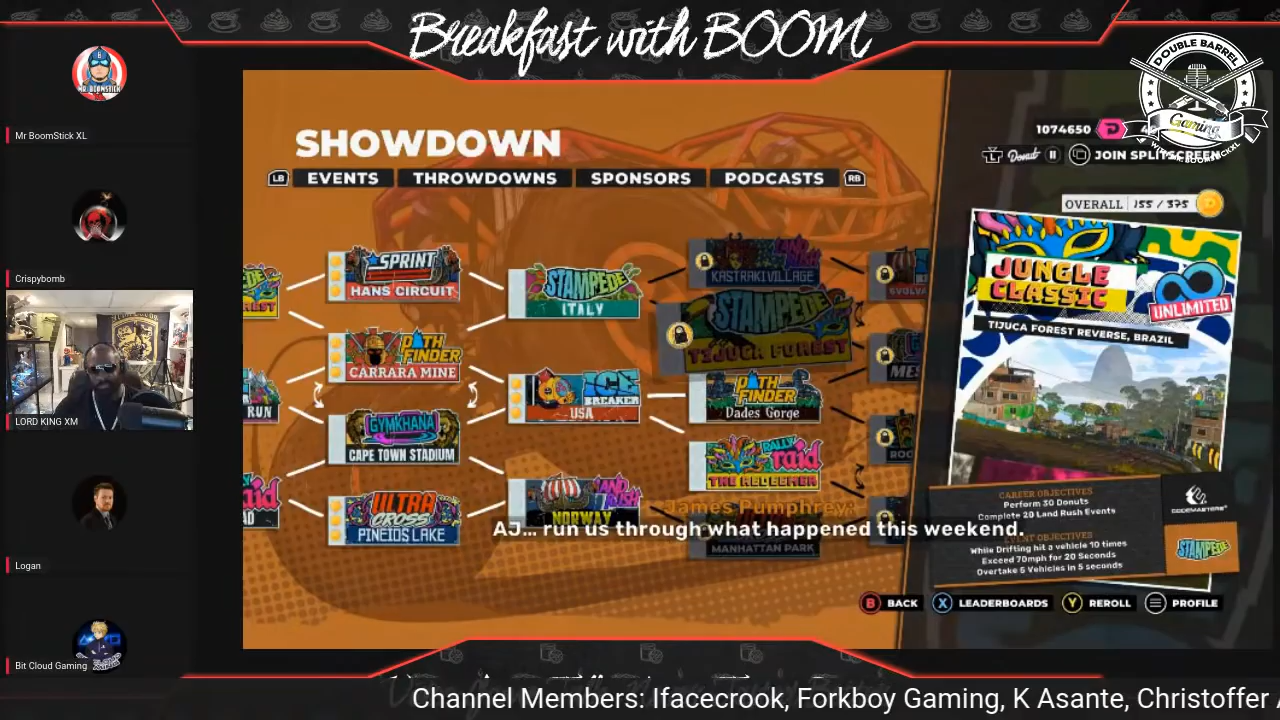 Breakfast with BOOM
DOUBLE BARREL
Gaming
Mr BoomStick XL
Crispybomb
LORD KING XM
Logan
Bit Cloud Gaming
SHOWDOWN
LB EVENTS THROWDOWNS SPONSORS PODCASTS RB
1074650
L Donut JOIN SPLITSCREEN
OVERALL 155 / 375
SPRINT
HANS CIRCUIT
PATH FINDER
CARRARA MINE
GYMKHANA
CAPE TOWN STADIUM
ULTRA CROSS
PINEIOS LAKE
STAMPEDE
ITALY
ICE BREAKER
USA
LAND RUSH
NORWAY
KASTRAKI VILLAGE
STAMPEDE
TIJUCA FOREST
PATH FINDER
Dades Gorge
RALLY raid
THE REDEEMER
MANHATTAN PARK
RUN
JUNGLE CLASSIC
UNLIMITED
TIJUCA FOREST REVERSE, BRAZIL
CAREER OBJECTIVES
Perform 30 Donuts
Complete 20 Land Rush Events
EVENT OBJECTIVES
While Drifting hit a vehicle 10 times
Exceed 70mph for 20 Seconds
Overtake 5 Vehicles in 5 seconds
CODEMASTERS
STAMPEDE
James Pumphrey:
AJ... run us through what happened this weekend.
B BACK X LEADERBOARDS Y REROLL PROFILE
Channel Members: Ifacecrook, Forkboy Gaming, K Asante, Christoffer